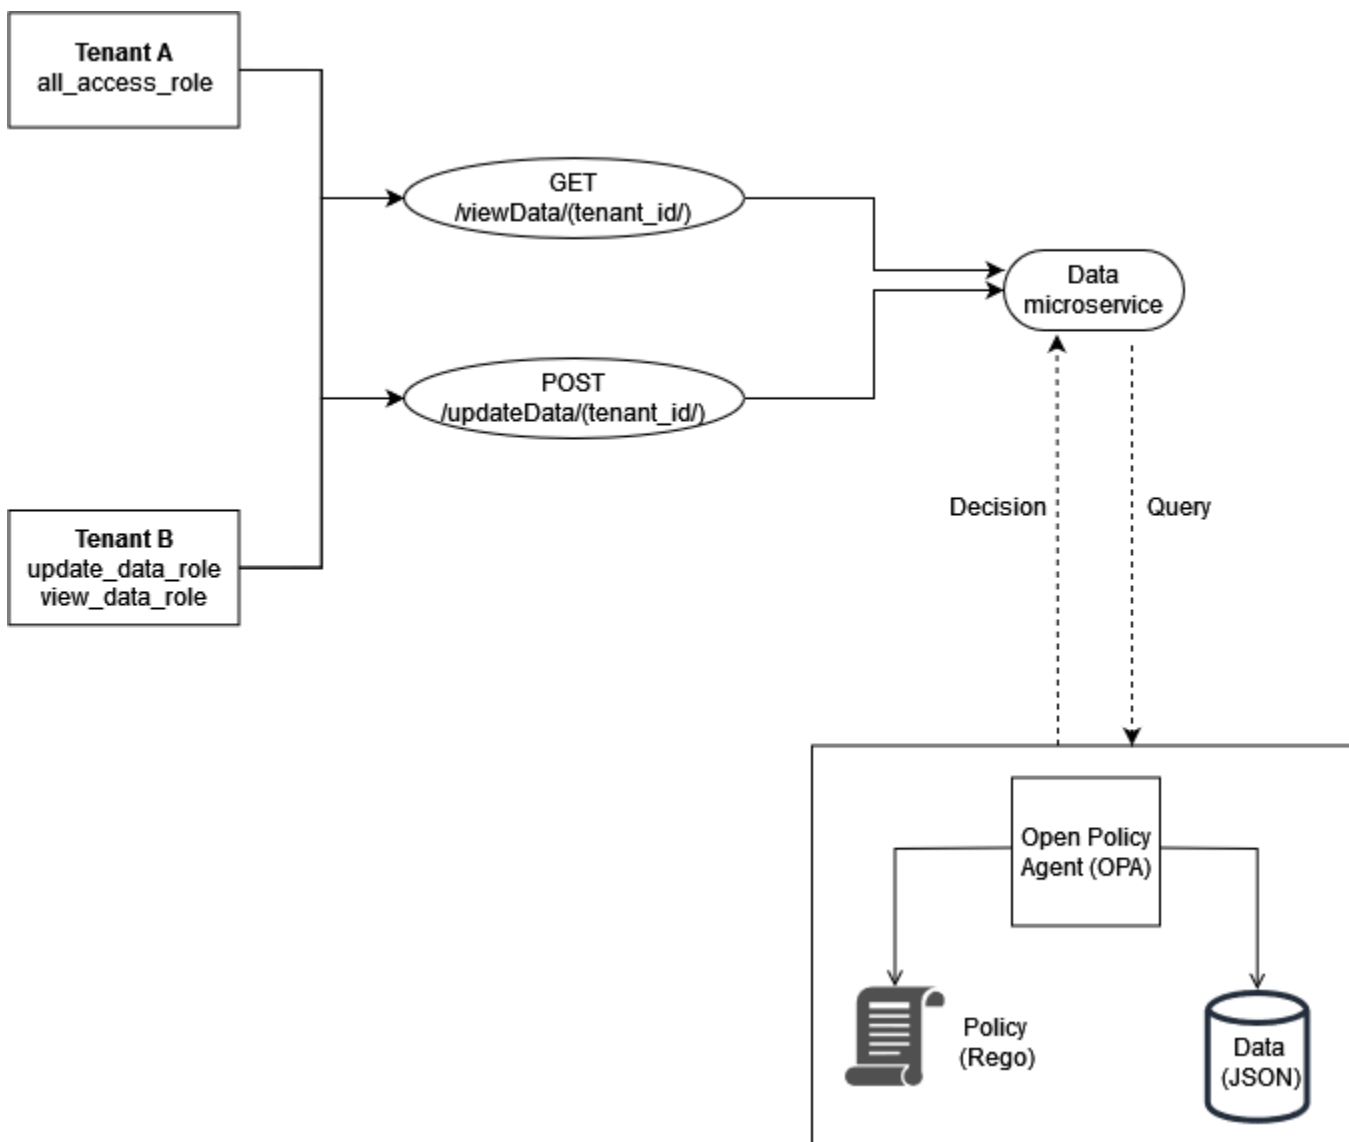 Tenant A
all_access_role
GET
/viewData/(tenant_id/)
Data
microservice
POST
/updateData/(tenant_id/)
Decision
Query
Tenant B
update_data_role
view_data_role
Open Policy
Agent (OPA)
Policy
(Rego)
Data
(JSON)